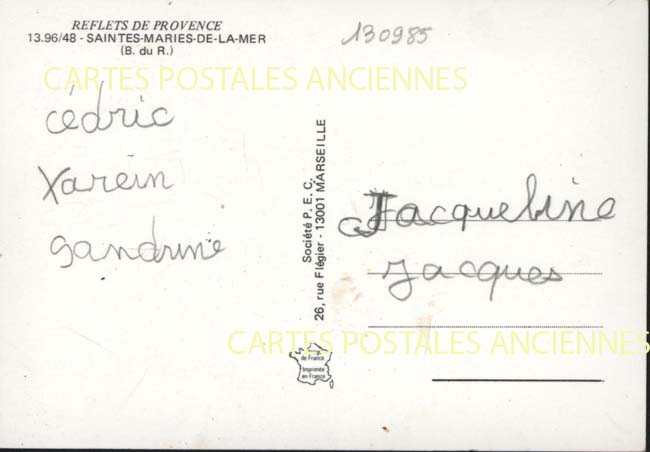 REFLETS DE PROVENCE
13.96/48 - SAINTES-MARIES-DE-LA-MER
(B. du R.)
130985
CARTES POSTALES ANCIENNES
cédric
Karein
sandrine
Société P. E. C.
26, rue Flégier - 13001 MARSEILLE
Jacqueline
Jacques
CARTES POSTALES ANCIENNES
de France
Imprimée
en France